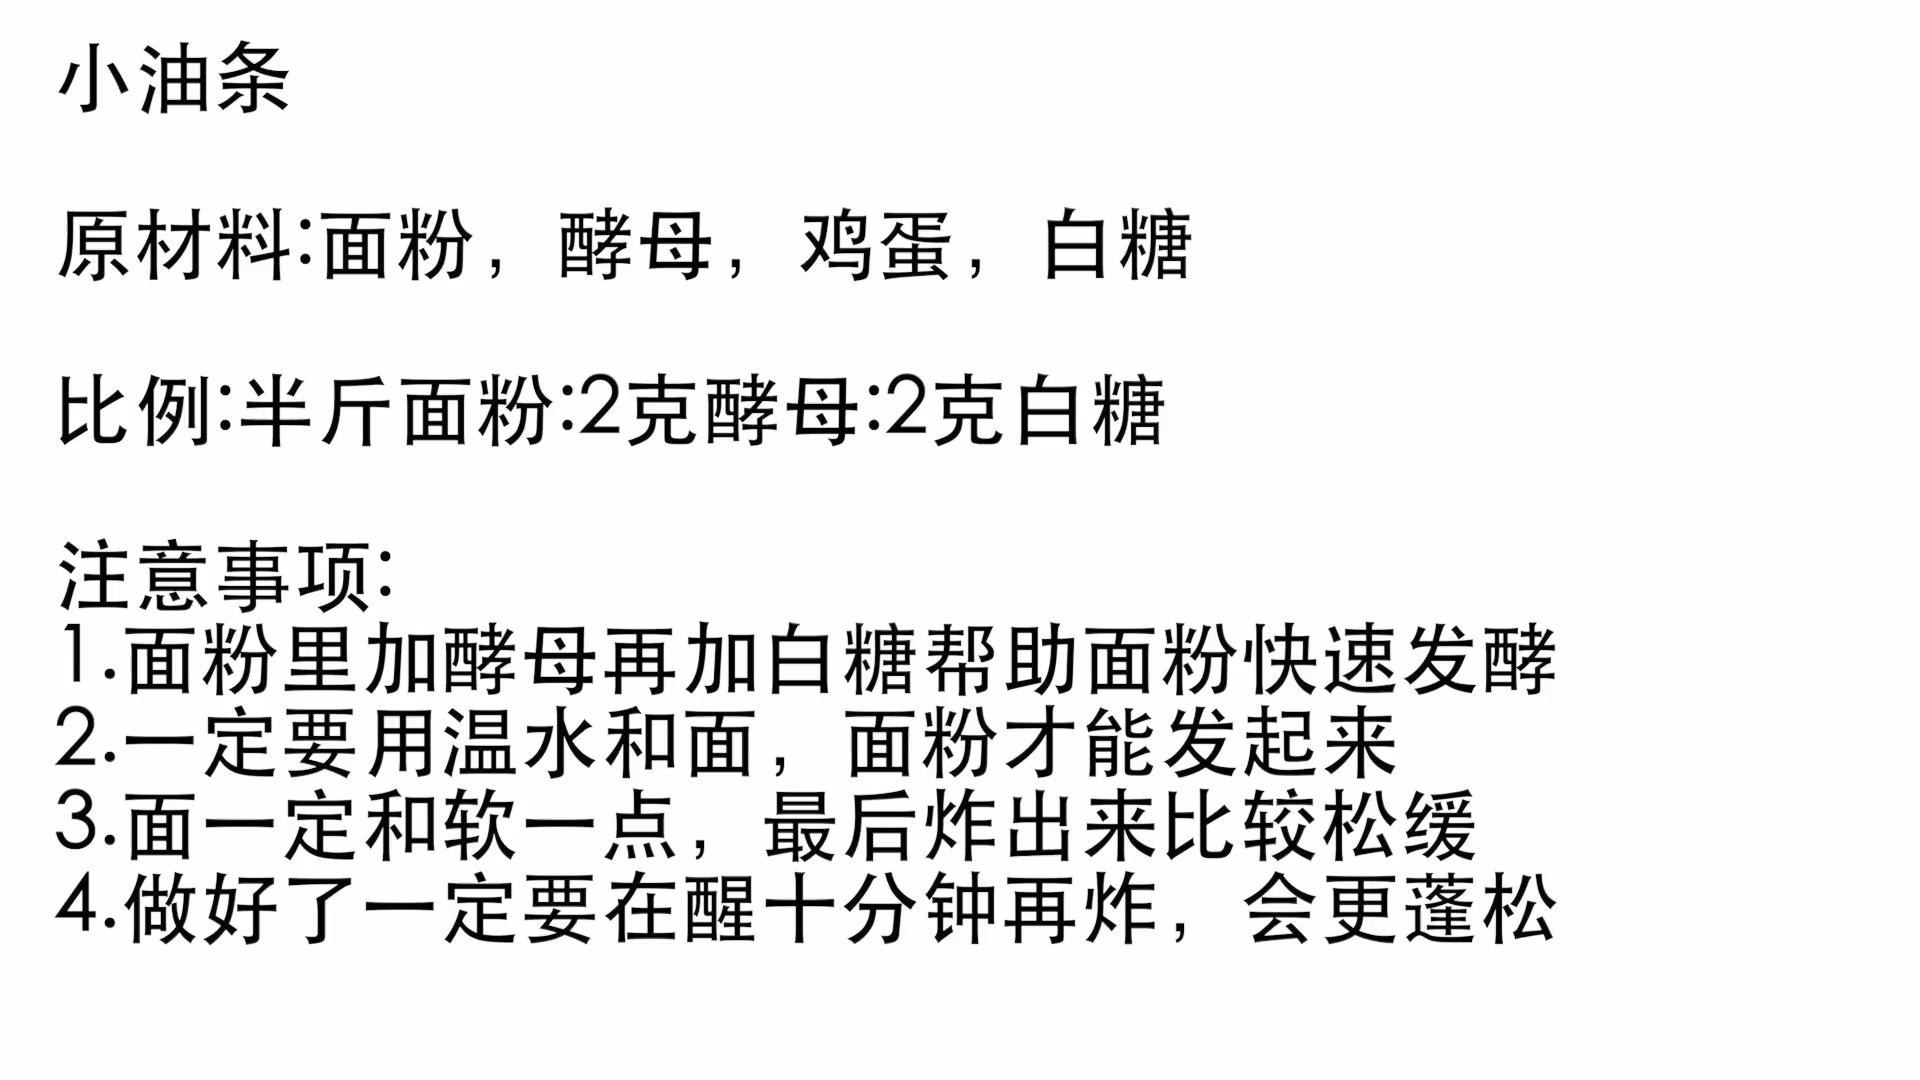 小油条
原材料:面粉，酵母，鸡蛋，白糖
比例:半斤面粉:2克酵母:2克白糖
注意事项:
1.面粉里加酵母再加白糖帮助面粉快速发酵
2.一定要用温水和面，面粉才能发起来
3.面一定和软一点，最后炸出来比较松缓
4.做好了一定要在醒十分钟再炸，会更蓬松